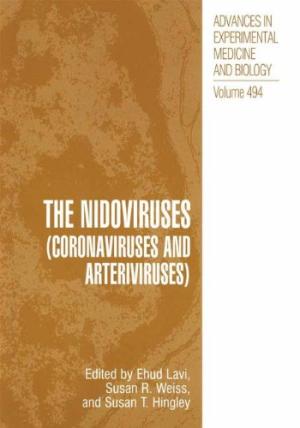 ADVANCES IN
EXPERIMENTAL
MEDICINE
AND BIOLOGY
Volume 494
THE NIDOVIRUSES
(CORONAVIRUSES AND
ARTERIVIRUSES)
Edited by Ehud Lavi,
Susan R. Weiss,
and Susan T. Hingley